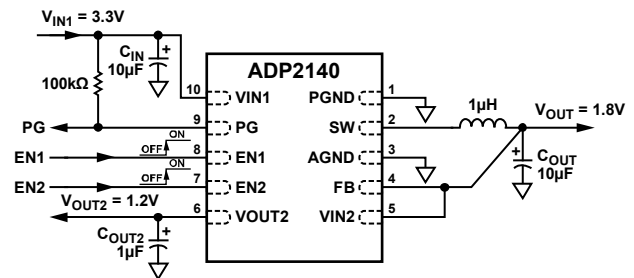 VIN1 = 3.3V
CIN
10µF
100kΩ
ADP2140
10 VIN1
PGND 1
1µH
VOUT = 1.8V
PG
9 PG
SW 2
ON
OFF
EN1
8 EN1
AGND 3
COUT
10µF
ON
OFF
EN2
7 EN2
FB 4
VOUT2 = 1.2V
6 VOUT2
VIN2 5
COUT2
1µF